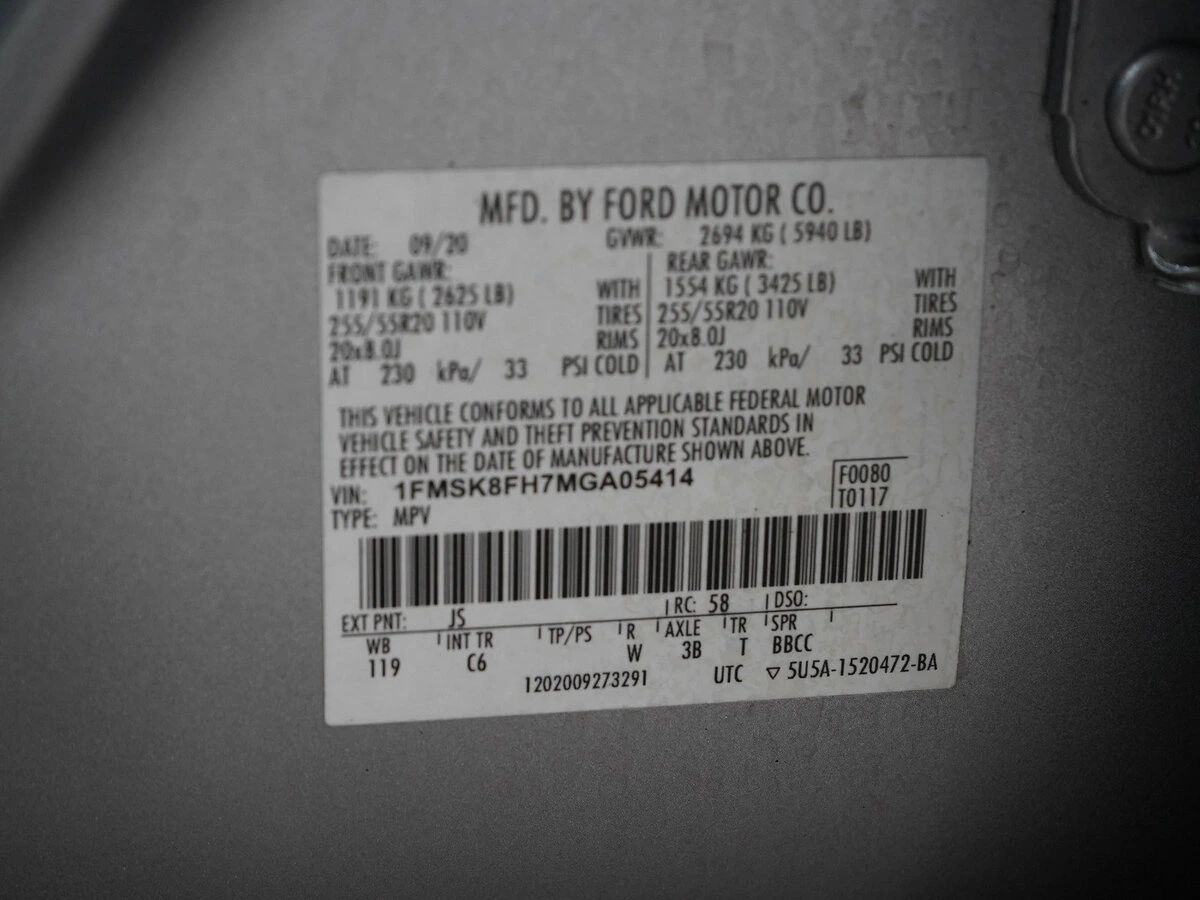 MFD. BY FORD MOTOR CO.
DATE: 09/20 GVWR: 2694 KG ( 5940 LB)
FRONT GAWR: REAR GAWR:
1191 KG ( 2625 LB) WITH 1554 KG ( 3425 LB) WITH
255/55R20 110V TIRES 255/55R20 110V TIRES
20x8.0J RIMS 20x8.0J RIMS
AT 230 kPa/ 33 PSI COLD AT 230 kPa/ 33 PSI COLD
THIS VEHICLE CONFORMS TO ALL APPLICABLE FEDERAL MOTOR
VEHICLE SAFETY AND THEFT PREVENTION STANDARDS IN
EFFECT ON THE DATE OF MANUFACTURE SHOWN ABOVE.
VIN: 1FMSK8FH7MGA05414 F0080
TYPE: MPV T0117
EXT PNT: JS RC: 58 DSO:
WB INT TR TP/PS R AXLE TR SPR
119 C6 W 3B T BBCC
1202009273291 UTC ▽ 5U5A-1520472-BA